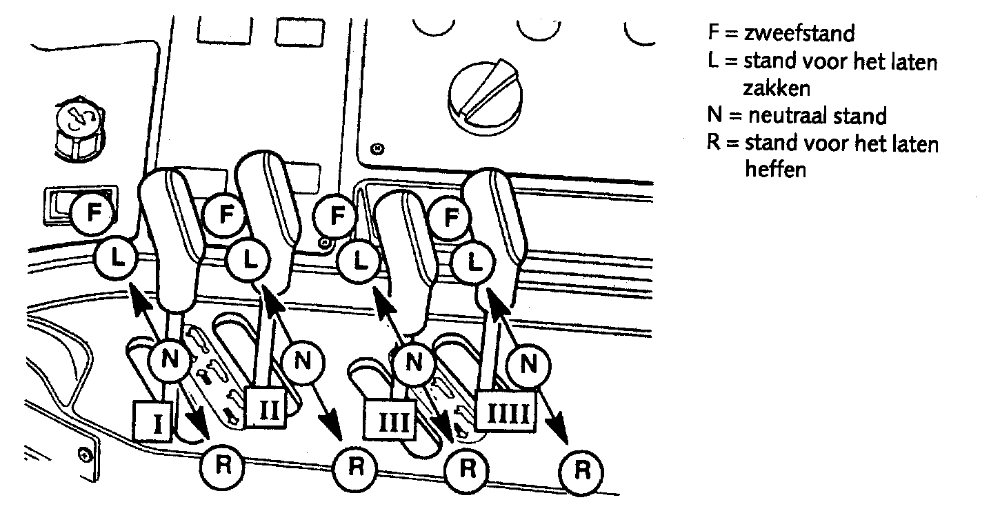 F = zweefstand
L = stand voor het laten
zakken
N = neutraal stand
R = stand voor het laten
heffen
F F F F
L L L L
N N N N
I II III IIII
R R R R